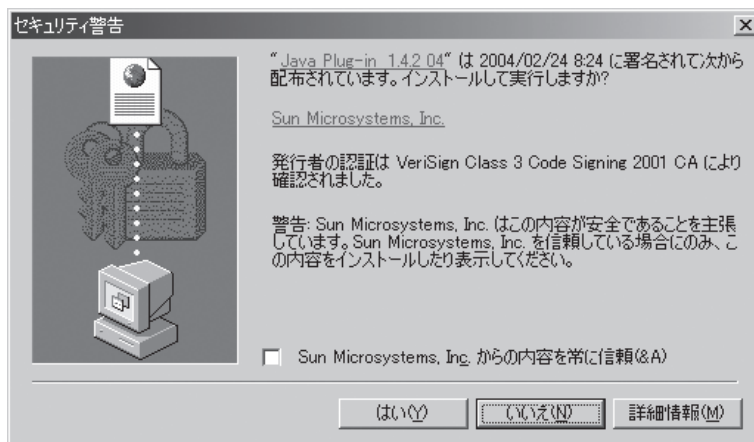 セキュリティ警告
"Java Plug-in 1.4.2 04" は 2004/02/24 8:24 に署名されて次から
配布されています。インストールして実行しますか?
Sun Microsystems, Inc.
発行者の認証は VeriSign Class 3 Code Signing 2001 CA により
確認されました。
警告: Sun Microsystems, Inc. はこの内容が安全であることを主張
しています。Sun Microsystems, Inc. を信頼している場合にのみ、こ
の内容をインストールしたり表示してください。
Sun Microsystems, Inc. からの内容を常に信頼(&A)
はい(Y)
いいえ(N)
詳細情報(M)